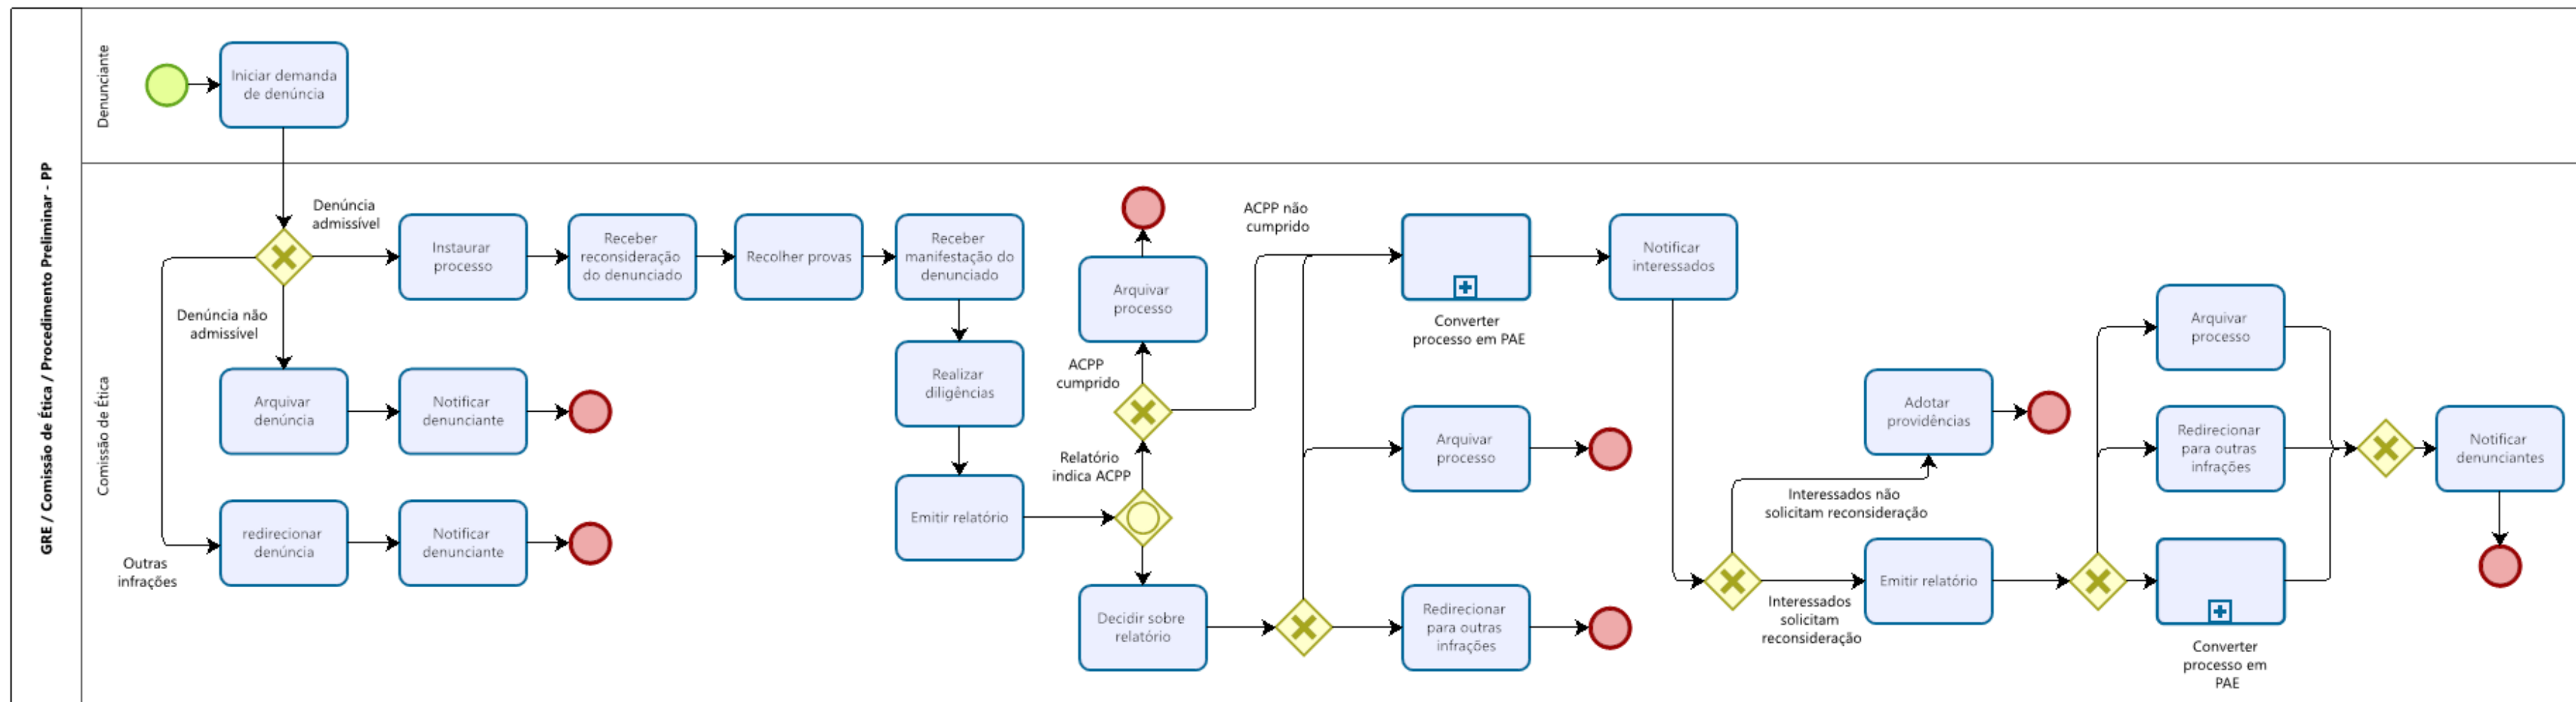 GRE / Comissão de Ética / Procedimento Preliminar - PP
Denunciante
Iniciar demanda
de denúncia
Comissão de Ética
Denúncia
admissível
Denúncia não
admissível
Outras
infrações
Instaurar
processo
Receber
reconsideração
do denunciado
Recolher provas
Receber
manifestação do
denunciado
Arquivar
denúncia
Notificar
denunciante
redirecionar
denúncia
Notificar
denunciante
Realizar
diligências
Emitir relatório
Relatório
indica ACPP
ACPP
cumprido
Arquivar
processo
ACPP não
cumprido
Decidir sobre
relatório
Converter
processo em PAE
Arquivar
processo
Redirecionar
para outras
infrações
Notificar
interessados
Interessados não
solicitam reconsideração
Adotar
providências
Interessados
solicitam
reconsideração
Emitir relatório
Arquivar
processo
Redirecionar
para outras
infrações
Converter
processo em
PAE
Notificar
denunciantes